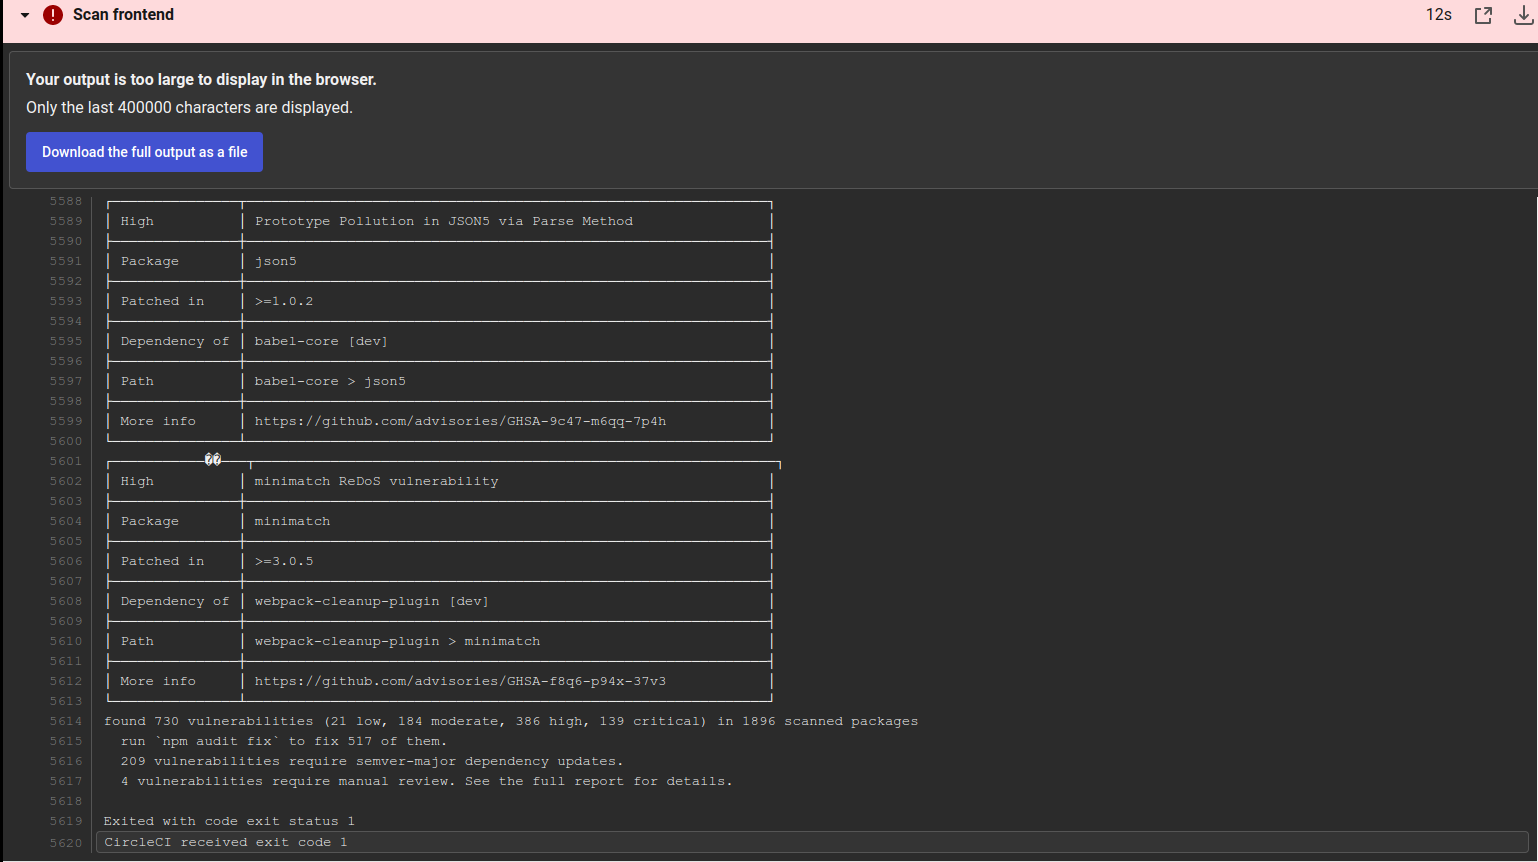 Scan frontend
12s
Your output is too large to display in the browser.
Only the last 400000 characters are displayed.
Download the full output as a file
5588
5589 High Prototype Pollution in JSON5 via Parse Method
5590
5591 Package json5
5592
5593 Patched in >=1.0.2
5594
5595 Dependency of babel-core [dev]
5596
5597 Path babel-core > json5
5598
5599 More info https://github.com/advisories/GHSA-9c47-m6qq-7p4h
5600
5601 ��
5602 High minimatch ReDoS vulnerability
5603
5604 Package minimatch
5605
5606 Patched in >=3.0.5
5607
5608 Dependency of webpack-cleanup-plugin [dev]
5609
5610 Path webpack-cleanup-plugin > minimatch
5611
5612 More info https://github.com/advisories/GHSA-f8q6-p94x-37v3
5613
5614 found 730 vulnerabilities (21 low, 184 moderate, 386 high, 139 critical) in 1896 scanned packages
5615 run `npm audit fix` to fix 517 of them.
5616 209 vulnerabilities require semver-major dependency updates.
5617 4 vulnerabilities require manual review. See the full report for details.
5618
5619 Exited with code exit status 1
5620 CircleCI received exit code 1